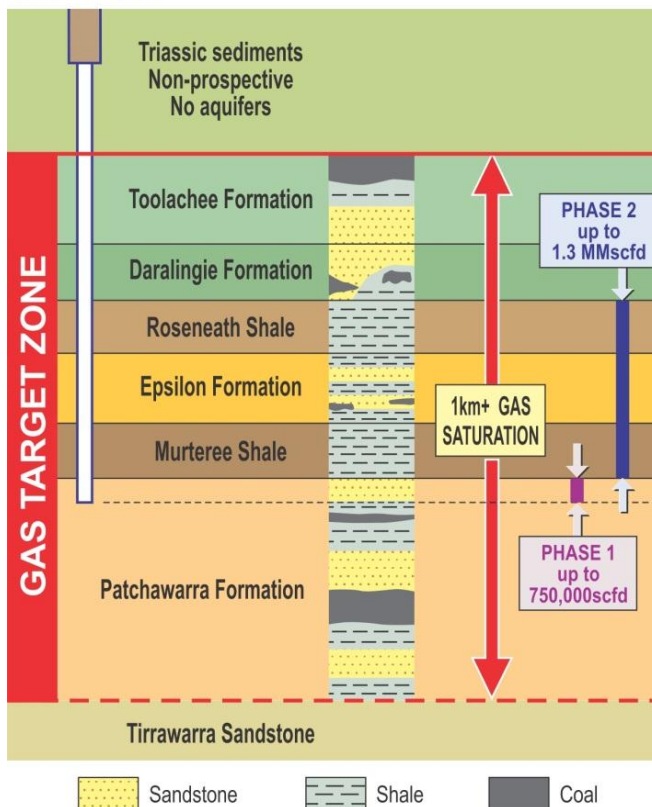 Triassic sediments
Non-prospective
No aquifers
GAS TARGET ZONE
Toolachee Formation
PHASE 2
up to
1.3 MMscfd
Daralingie Formation
Roseneath Shale
Epsilon Formation
1km+ GAS
SATURATION
Murteree Shale
PHASE 1
up to
750,000scfd
Patchawarra Formation
Tirrawarra Sandstone
Sandstone
Shale
Coal